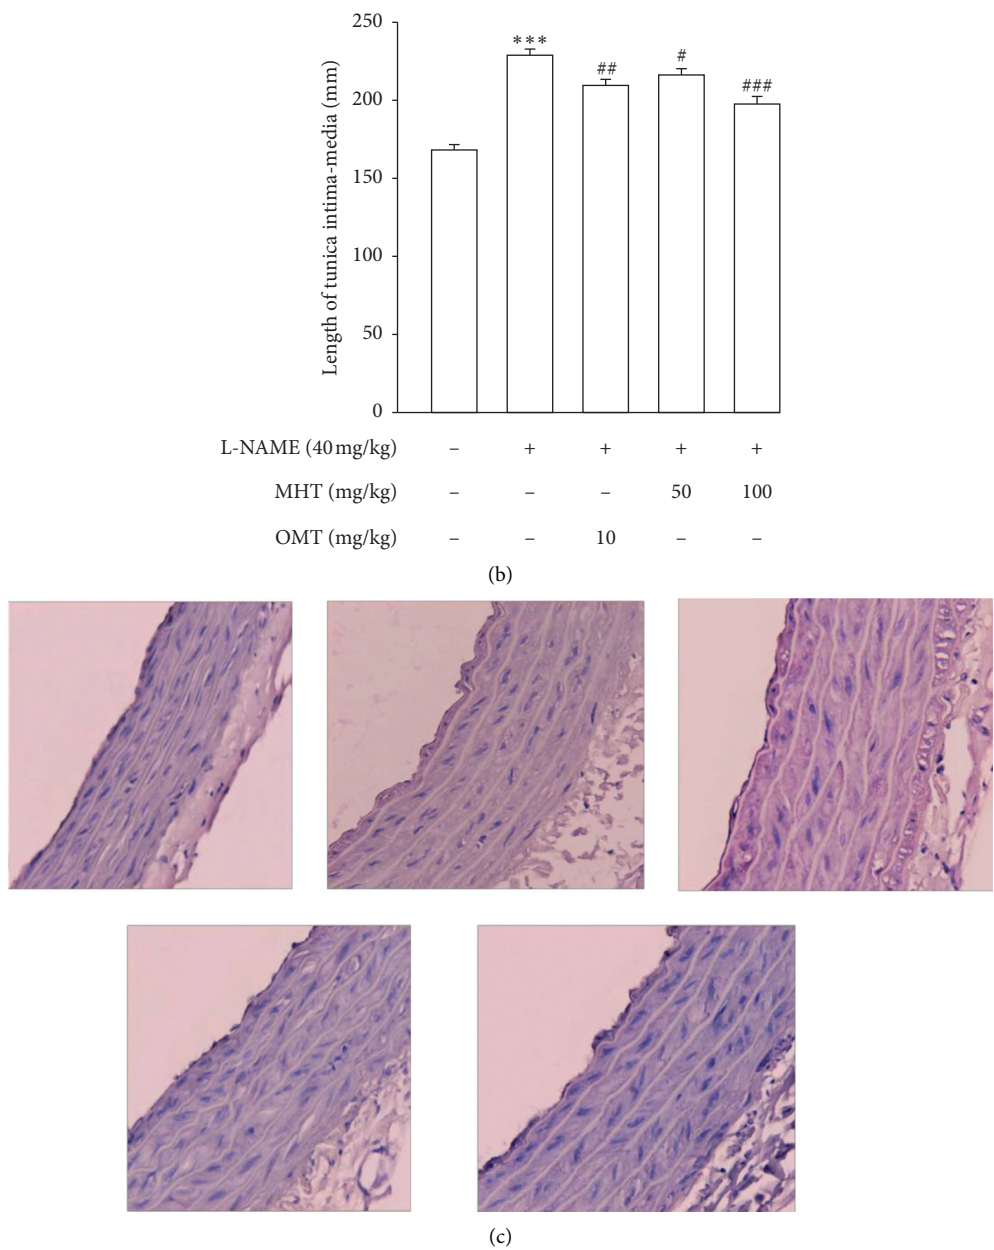 250
200
150
100
50
0
Length of tunica intima-media (mm)
***
##
#
###
L-NAME (40 mg/kg) – + + + +
MHT (mg/kg) – – – 50 100
OMT (mg/kg) – – 10 – –
(b)
(c)